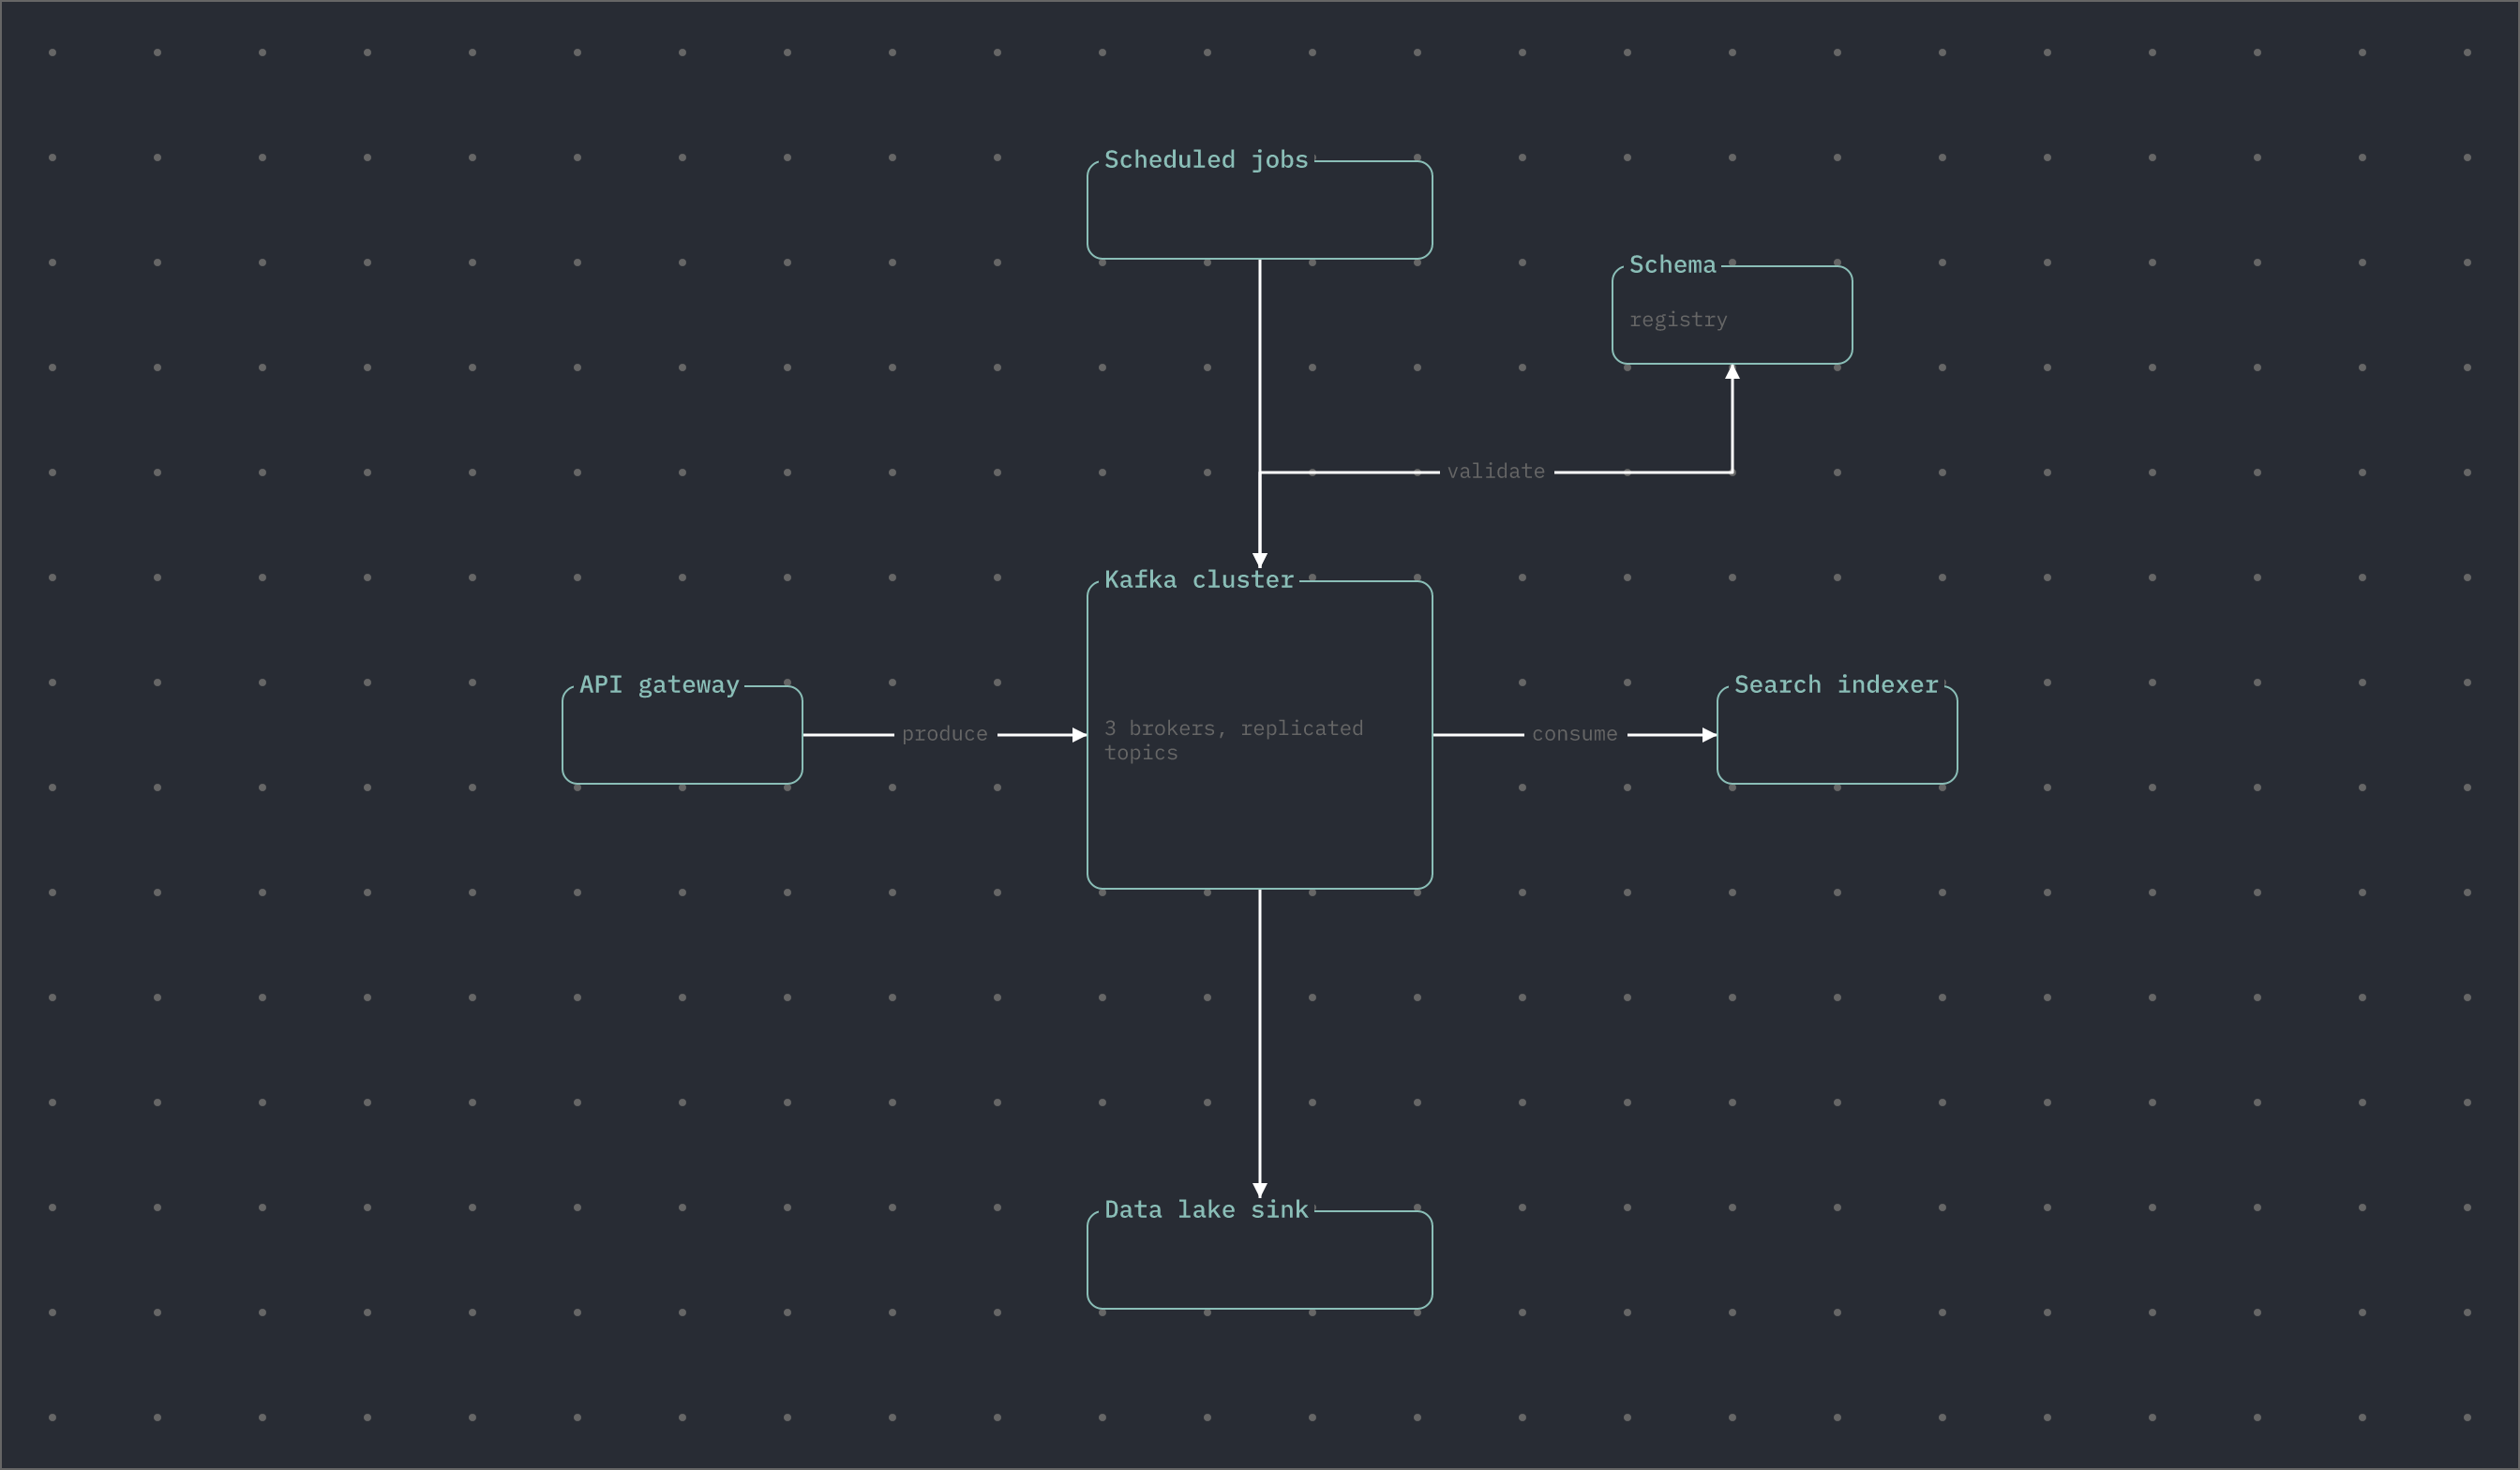 Scheduled jobs
Schema
registry
validate
Kafka cluster
API gateway
Search indexer
produce
3 brokers, replicated
topics
consume
Data lake sink